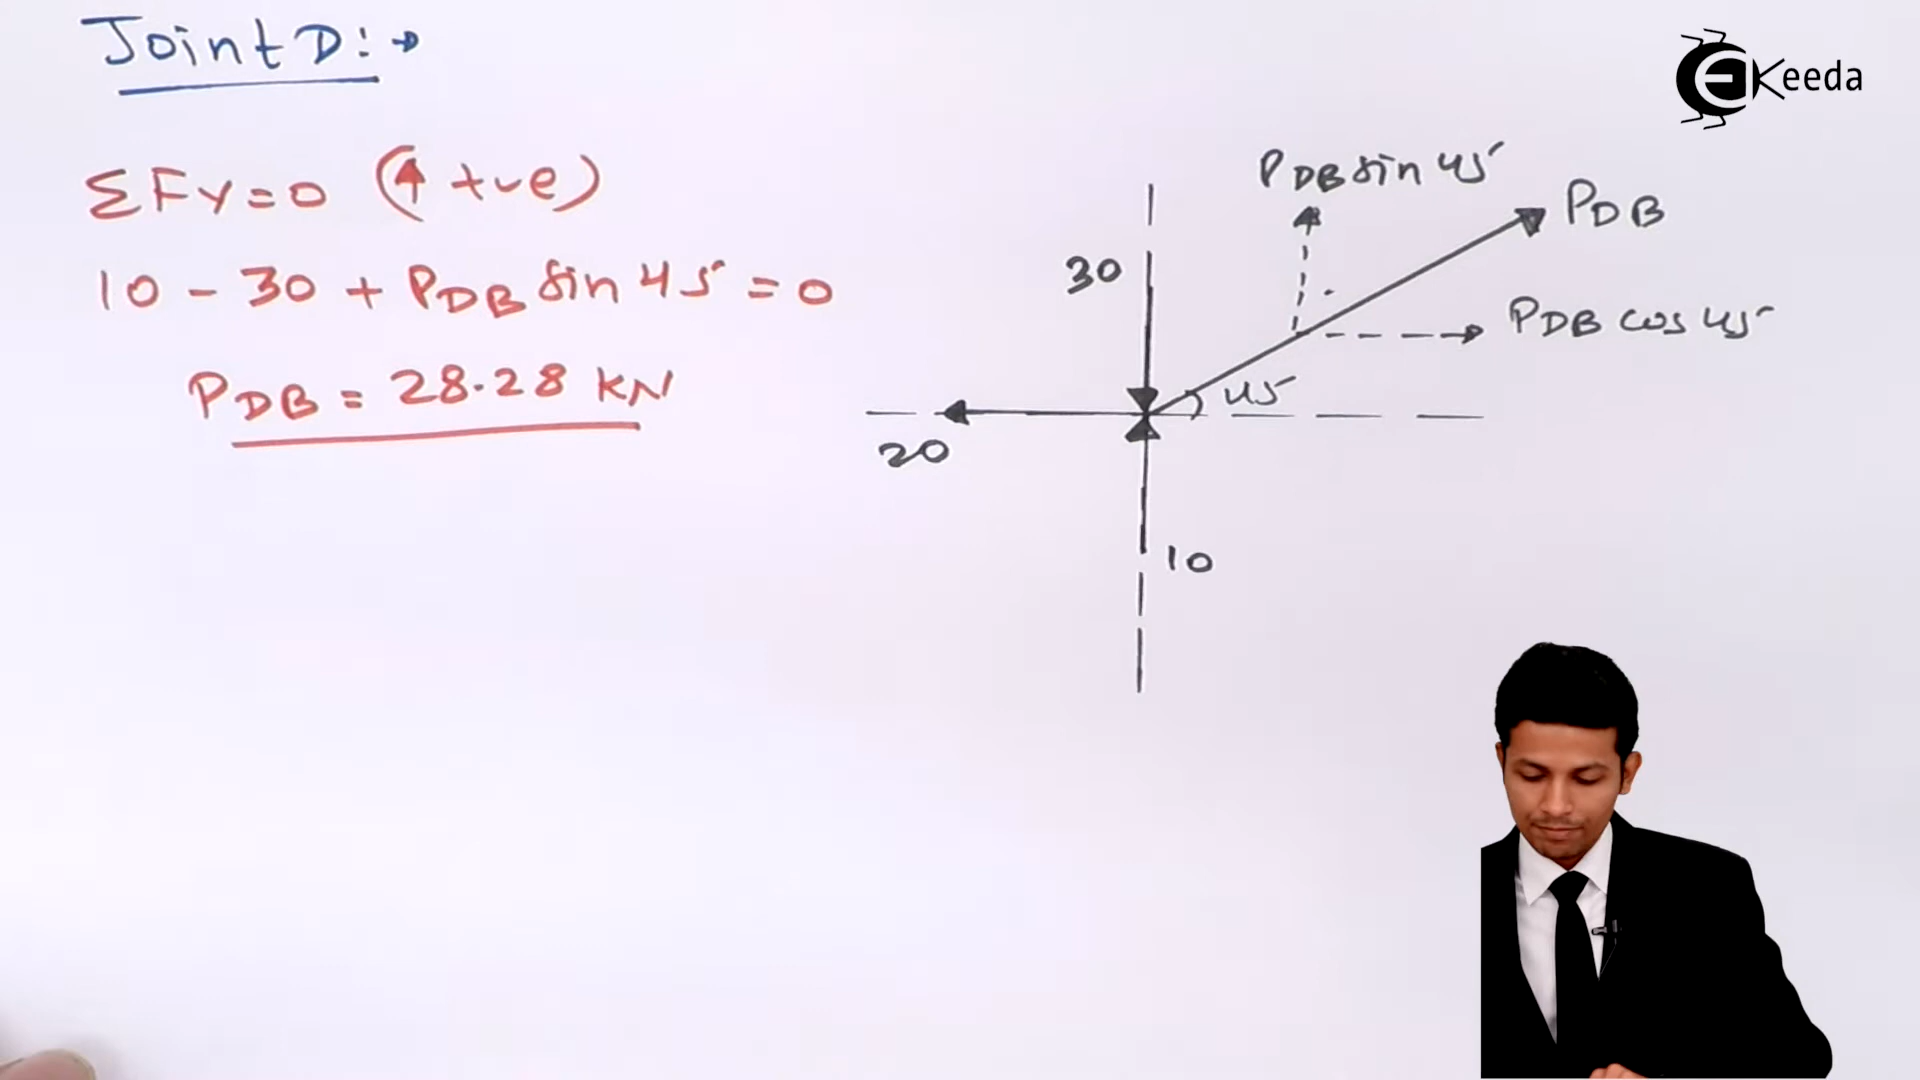 Joint D:→
EKeeda
ΣFy=0 (↑ +ve)
10 - 30 + PDB sin 45° = 0
PDB = 28.28 KN
PDB sin 45°
PDB
30
PDB cos 45°
45°
20
10